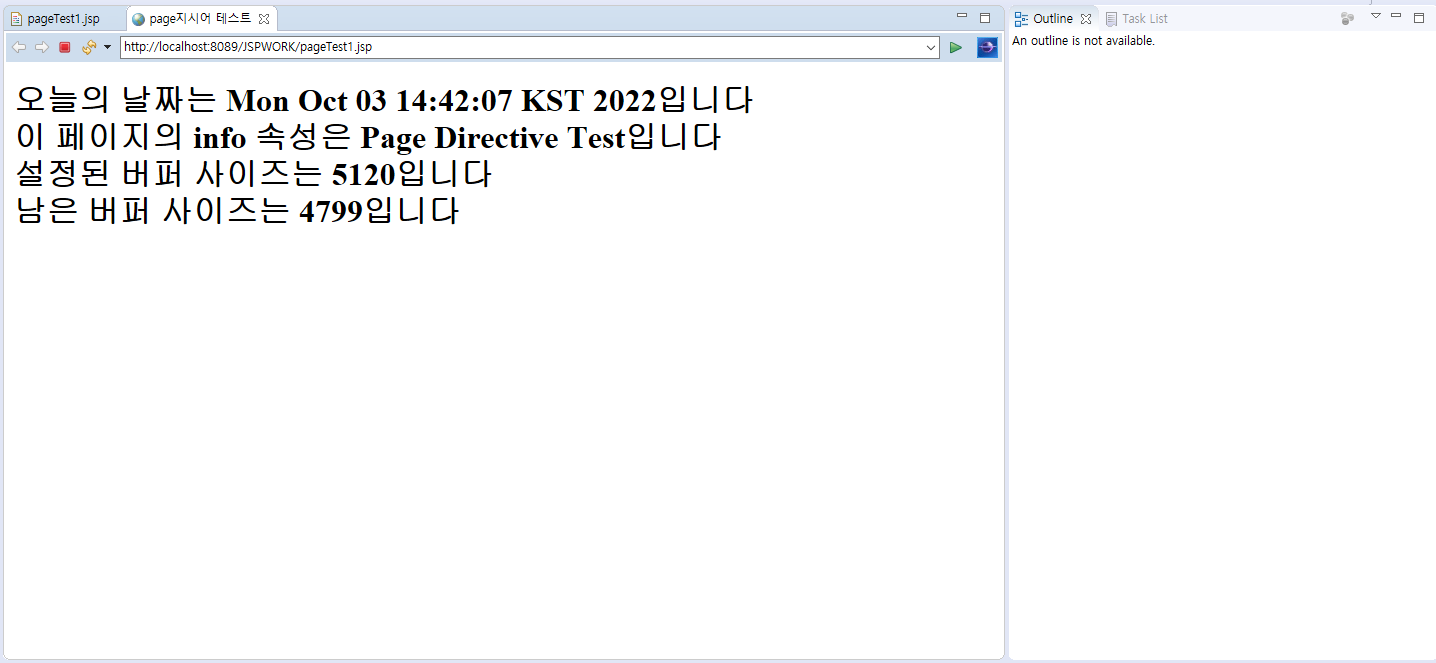 pageTest1.jsp
page지시어 테스트
Outline
Task List
http://localhost:8089/JSPWORK/pageTest1.jsp
An outline is not available.
오늘의 날짜는 Mon Oct 03 14:42:07 KST 2022입니다
이 페이지의 info 속성은 Page Directive Test입니다
설정된 버퍼 사이즈는 5120입니다
남은 버퍼 사이즈는 4799입니다